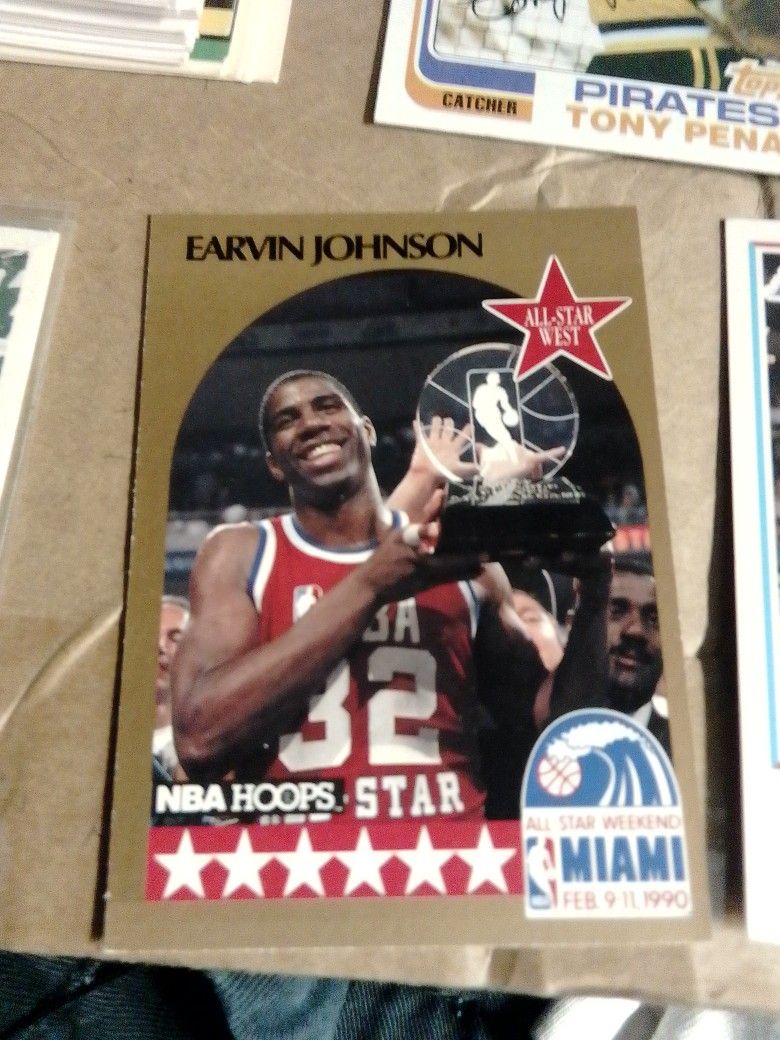 CATCHER
topps
PIRATES
TONY PENA
EARVIN JOHNSON
ALL-STAR
WEST
BA
32
STAR
NBA HOOPS
ALL STAR WEEKEND
MIAMI
FEB. 9-11, 1990